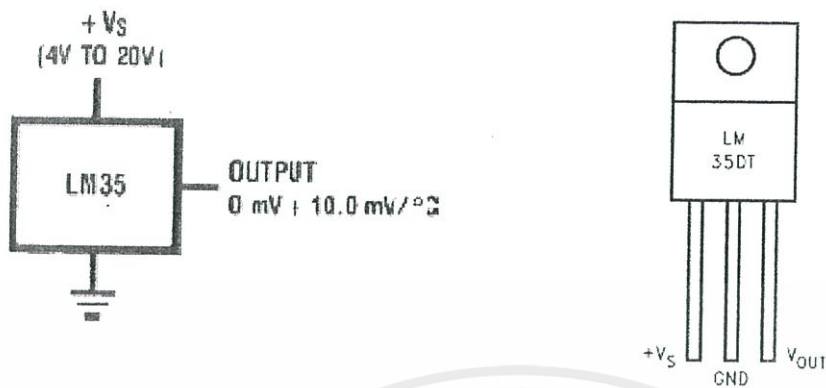 + Vs
(4V TO 20V(
LM35
OUTPUT
0 mV + 10.0 mV/°C
LM
35DT
+VS
GND
VOUT